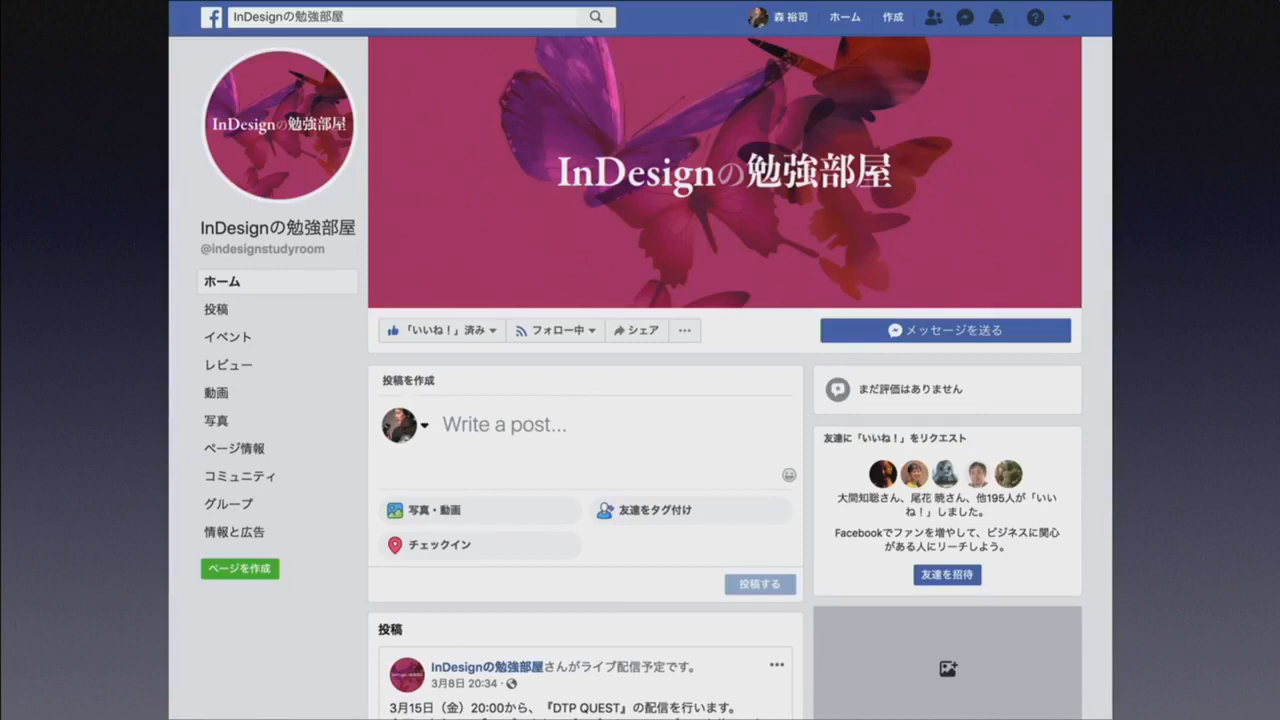 InDesignの勉強部屋
森 裕司
ホーム
作成
InDesignの勉強部屋
InDesignの勉強部屋
InDesignの勉強部屋
@indesignstudyroom
ホーム
投稿
イベント
レビュー
動画
写真
ページ情報
コミュニティ
グループ
情報と広告
ページを作成
「いいね！」済み
フォロー中
シェア
メッセージを送る
投稿を作成
Write a post...
写真・動画
友達をタグ付け
チェックイン
投稿する
まだ評価はありません
友達に「いいね！」をリクエスト
大間知聡さん、尾花 暁さん、他195人が「いい
ね！」しました。
Facebookでファンを増やして、ビジネスに関心
がある人にリーチしよう。
友達を招待
投稿
InDesignの勉強部屋さんがライブ配信予定です。
3月8日 20:34
3月15日（金）20:00から、『DTP QUEST』の配信を行います。